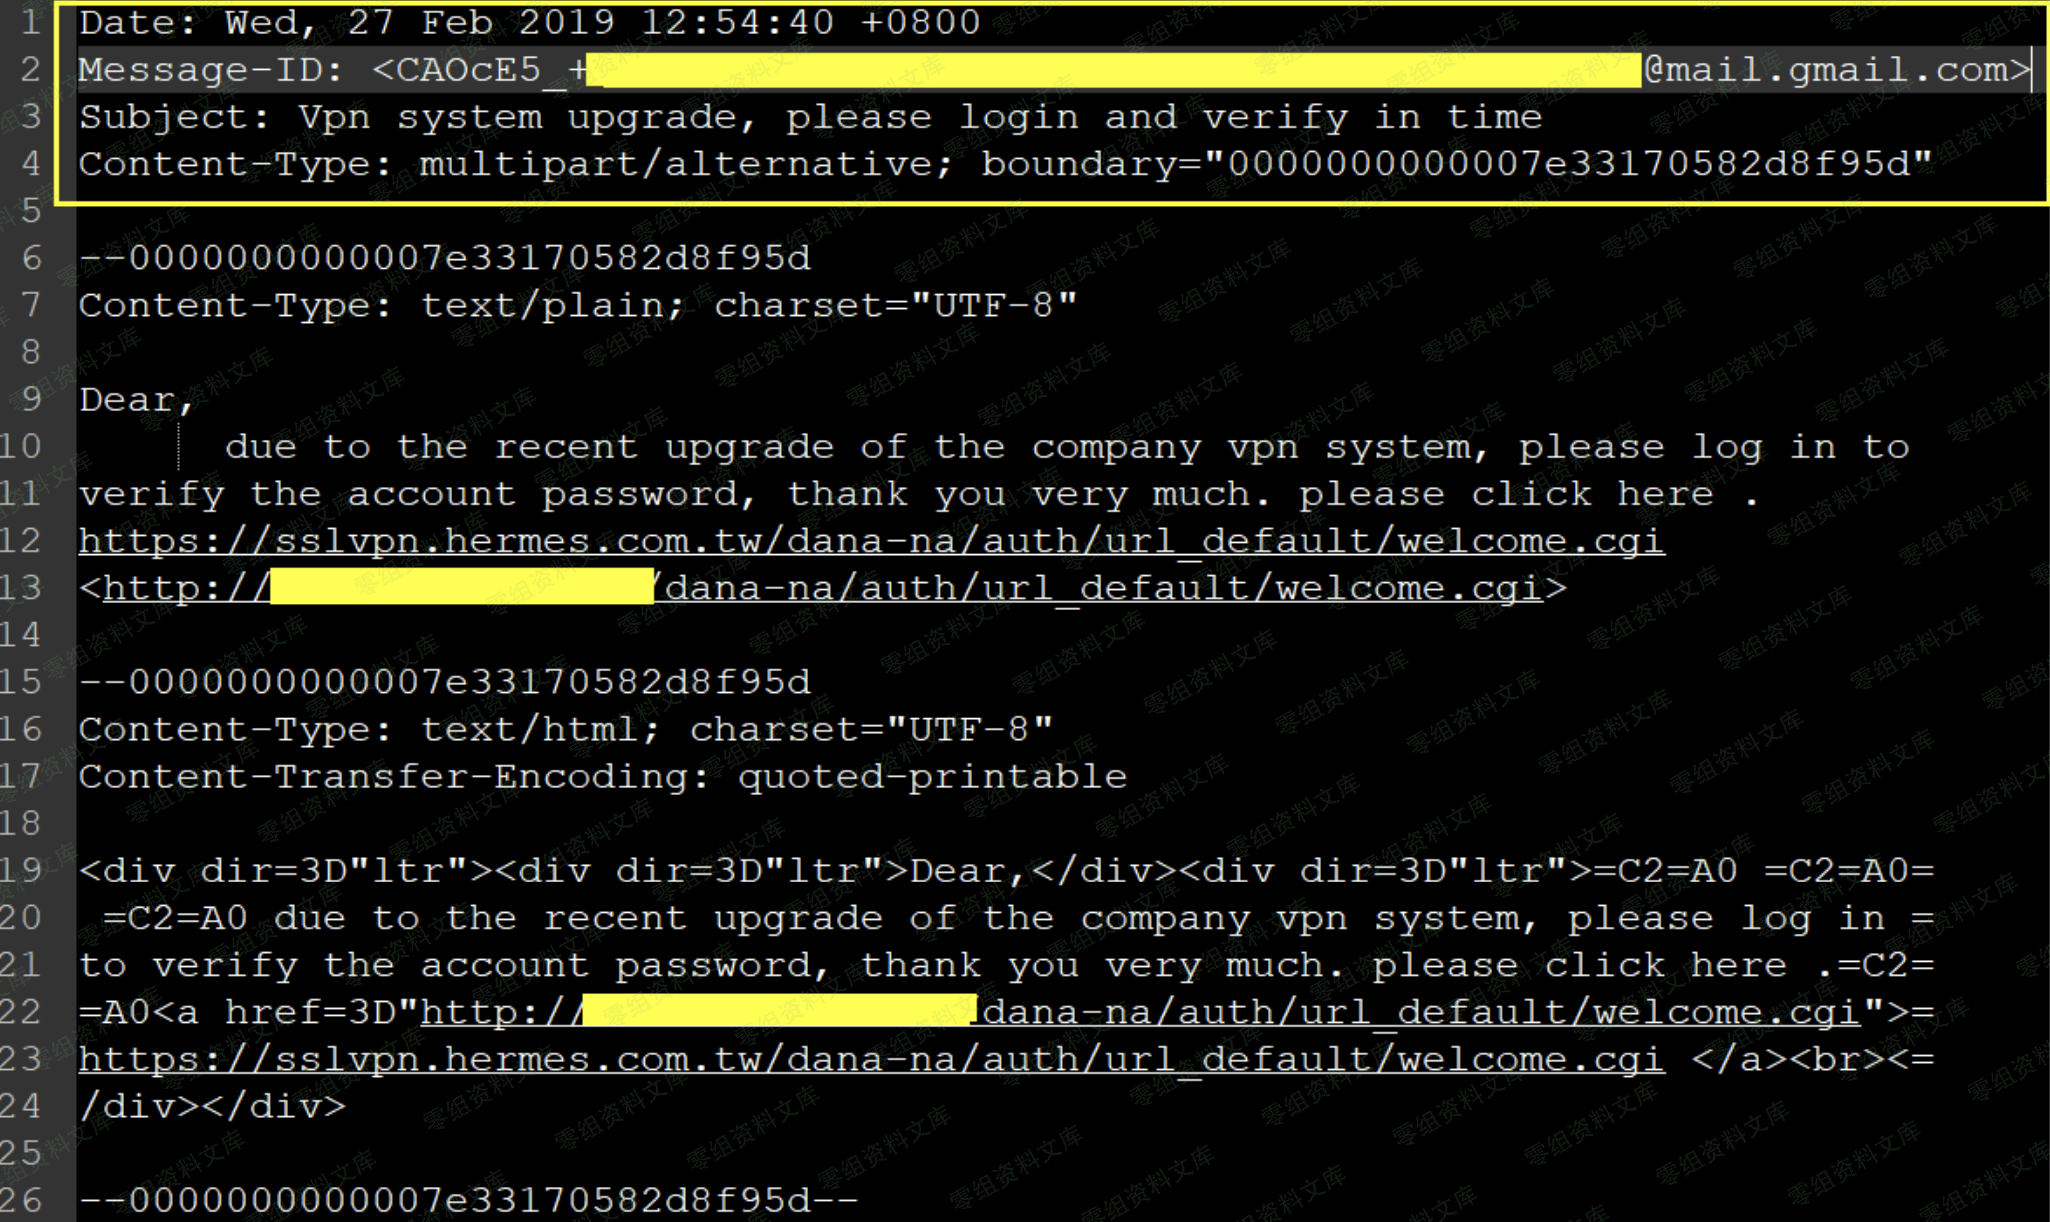 1 Date: Wed, 27 Feb 2019 12:54:40 +0800
2 Message-ID: <CAOcE5_+ @mail.gmail.com>
3 Subject: Vpn system upgrade, please login and verify in time
4 Content-Type: multipart/alternative; boundary="0000000000007e33170582d8f95d"
5
6 --0000000000007e33170582d8f95d
7 Content-Type: text/plain; charset="UTF-8"
8
9 Dear,
10 due to the recent upgrade of the company vpn system, please log in to
11 verify the account password, thank you very much. please click here .
12 https://sslvpn.hermes.com.tw/dana-na/auth/url_default/welcome.cgi
13 <http:// /dana-na/auth/url_default/welcome.cgi>
14
15 --0000000000007e33170582d8f95d
16 Content-Type: text/html; charset="UTF-8"
17 Content-Transfer-Encoding: quoted-printable
18
19 <div dir=3D"ltr"><div dir=3D"ltr">Dear,</div><div dir=3D"ltr">=C2=A0 =C2=A0=
20 =C2=A0 due to the recent upgrade of the company vpn system, please log in =
21 to verify the account password, thank you very much. please click here .=C2=
22 =A0<a href=3D"http:// /dana-na/auth/url_default/welcome.cgi">=
23 https://sslvpn.hermes.com.tw/dana-na/auth/url_default/welcome.cgi </a><br><=
24 /div></div>
25
26 --0000000000007e33170582d8f95d--
零组资料文库